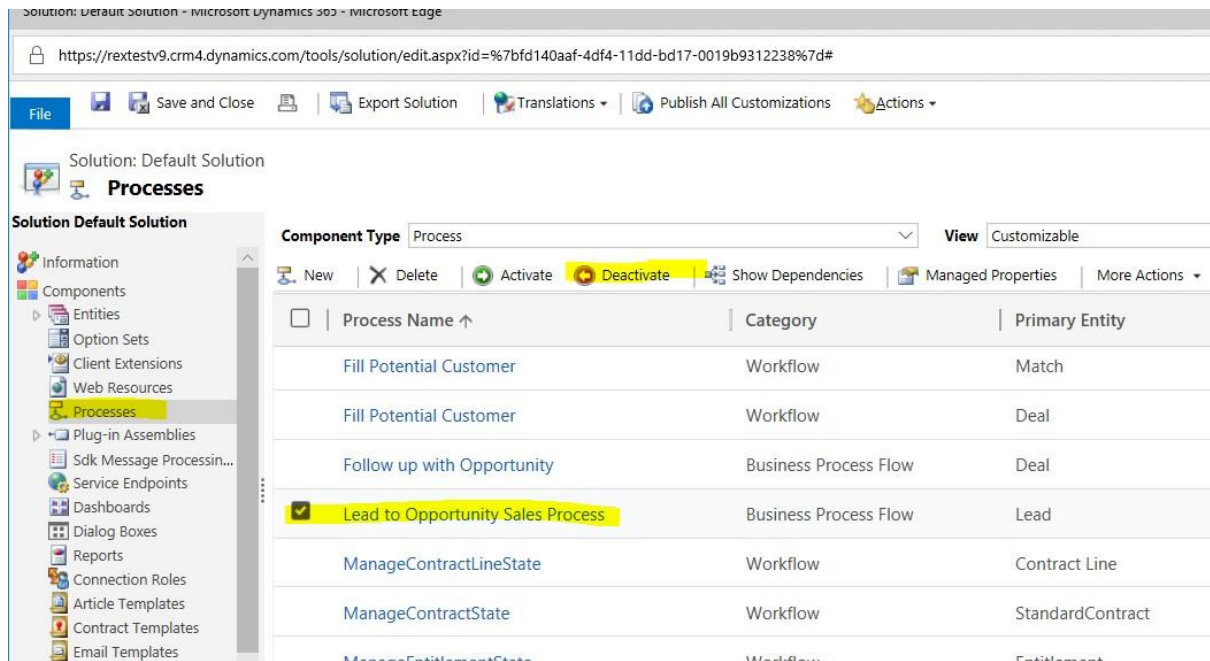 Solution: Default Solution - Microsoft Dynamics 365 - Microsoft Edge
https://rextestv9.crm4.dynamics.com/tools/solution/edit.aspx?id=%7bfd140aaf-4df4-11dd-bd17-0019b9312238%7d#
File Save and Close Export Solution Translations Publish All Customizations Actions
Solution: Default Solution
Processes
Solution Default Solution
Information
Components
Entities
Option Sets
Client Extensions
Web Resources
Processes
Plug-in Assemblies
Sdk Message Processin...
Service Endpoints
Dashboards
Dialog Boxes
Reports
Connection Roles
Article Templates
Contract Templates
Email Templates
Component Type Process View Customizable
New Delete Activate Deactivate Show Dependencies Managed Properties More Actions
Process Name Category Primary Entity
Fill Potential Customer Workflow Match
Fill Potential Customer Workflow Deal
Follow up with Opportunity Business Process Flow Deal
Lead to Opportunity Sales Process Business Process Flow Lead
ManageContractLineState Workflow Contract Line
ManageContractState Workflow StandardContract
ManageEntitlementState Workflow Entitlement